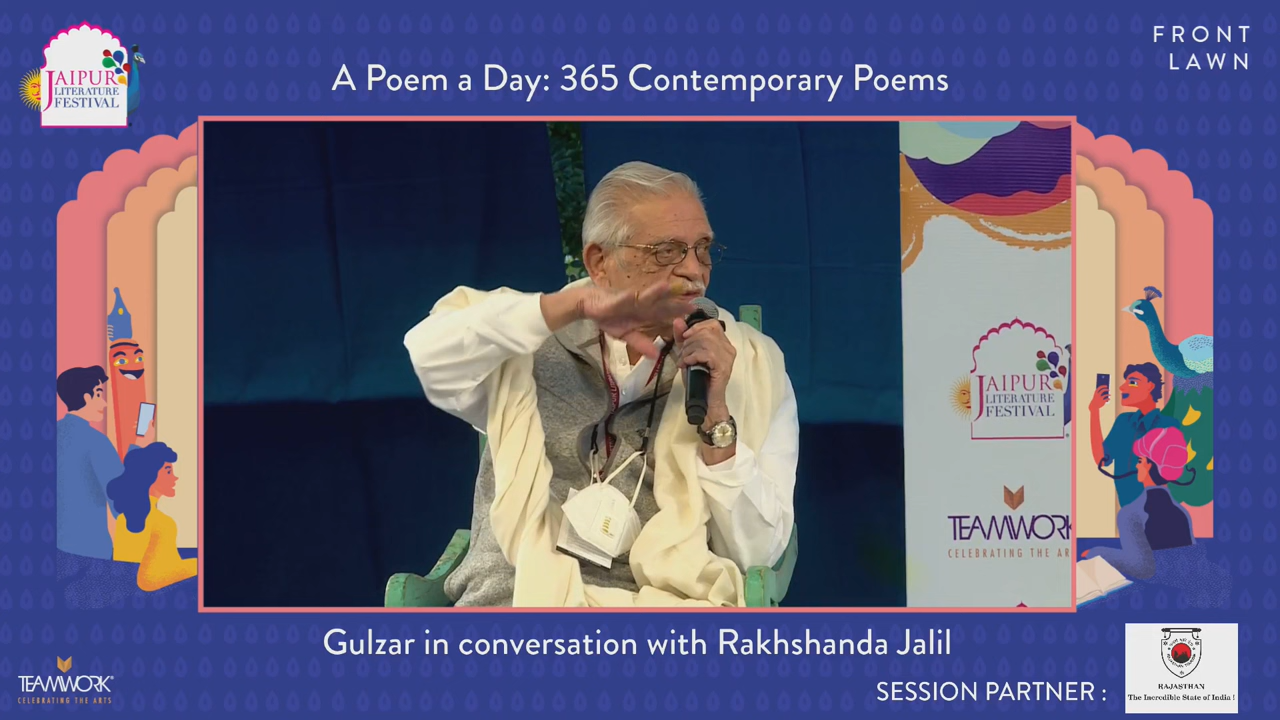 FRONT
LAWN
JAIPUR
LITERATURE
FESTIVAL
A Poem a Day: 365 Contemporary Poems
JAIPUR
LITERATURE
FESTIVAL
TEAMWORK
CELEBRATING THE AR
Gulzar in conversation with Rakhshanda Jalil
TEAMWORK
CELEBRATING THE ARTS
SESSION PARTNER :
RAJASTHAN
The Incredible State of India !